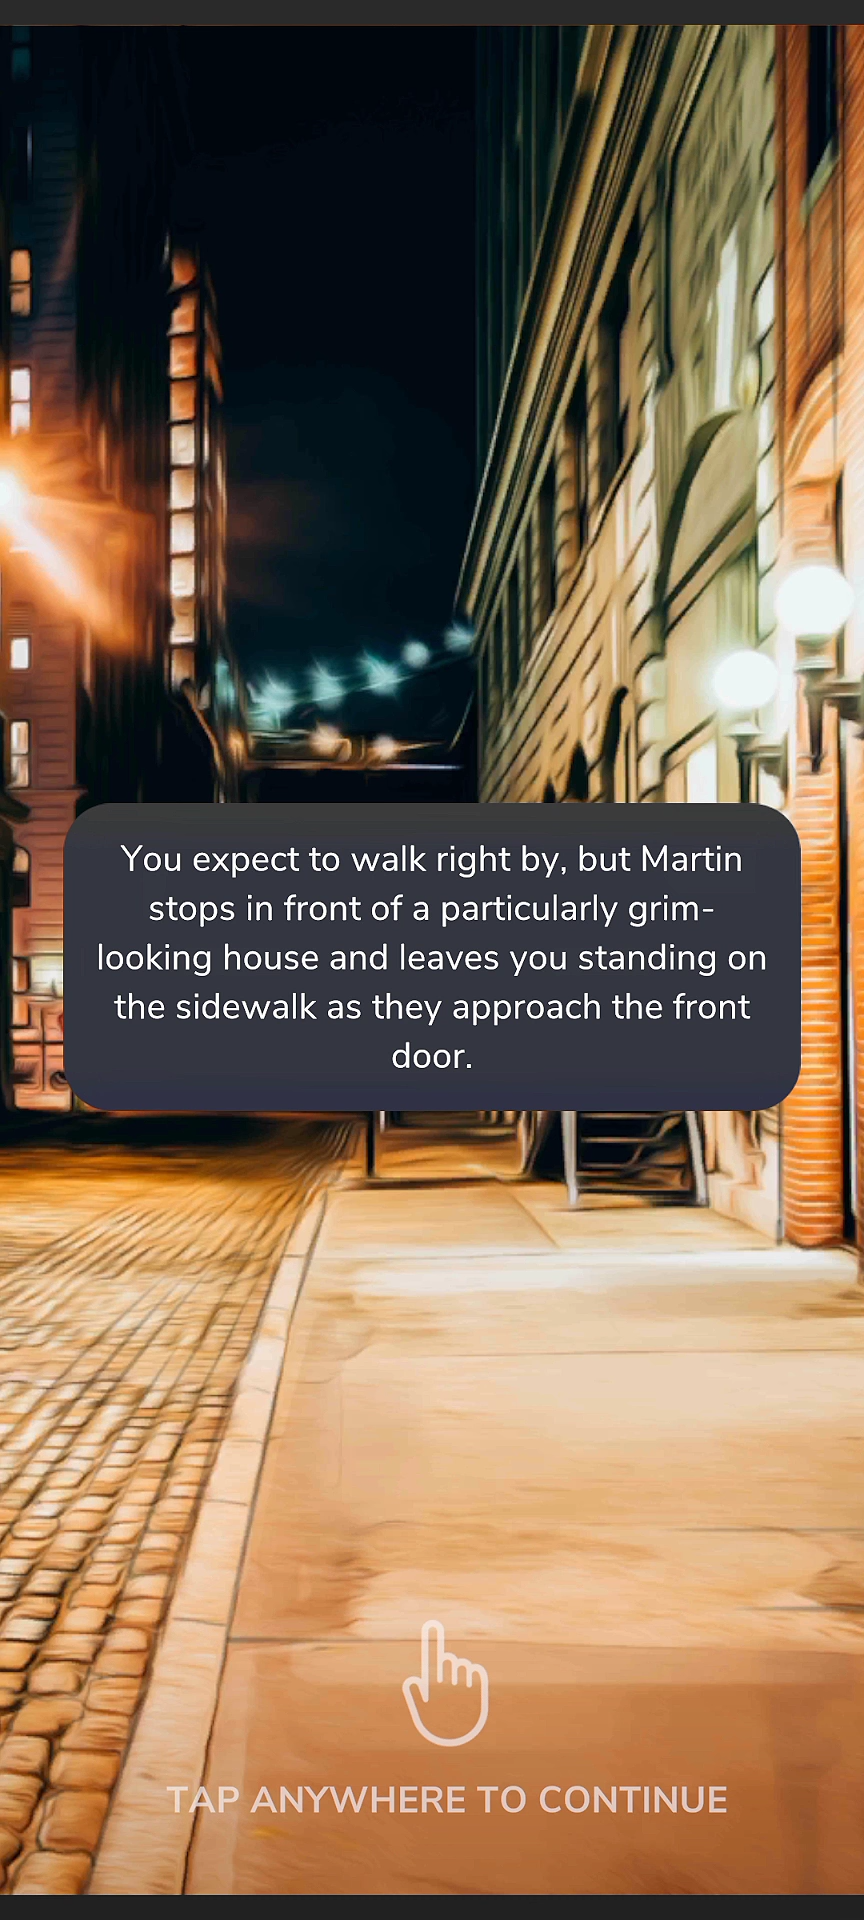 You expect to walk right by, but Martin
stops in front of a particularly grim-
looking house and leaves you standing on
the sidewalk as they approach the front
door.
TAP ANYWHERE TO CONTINUE